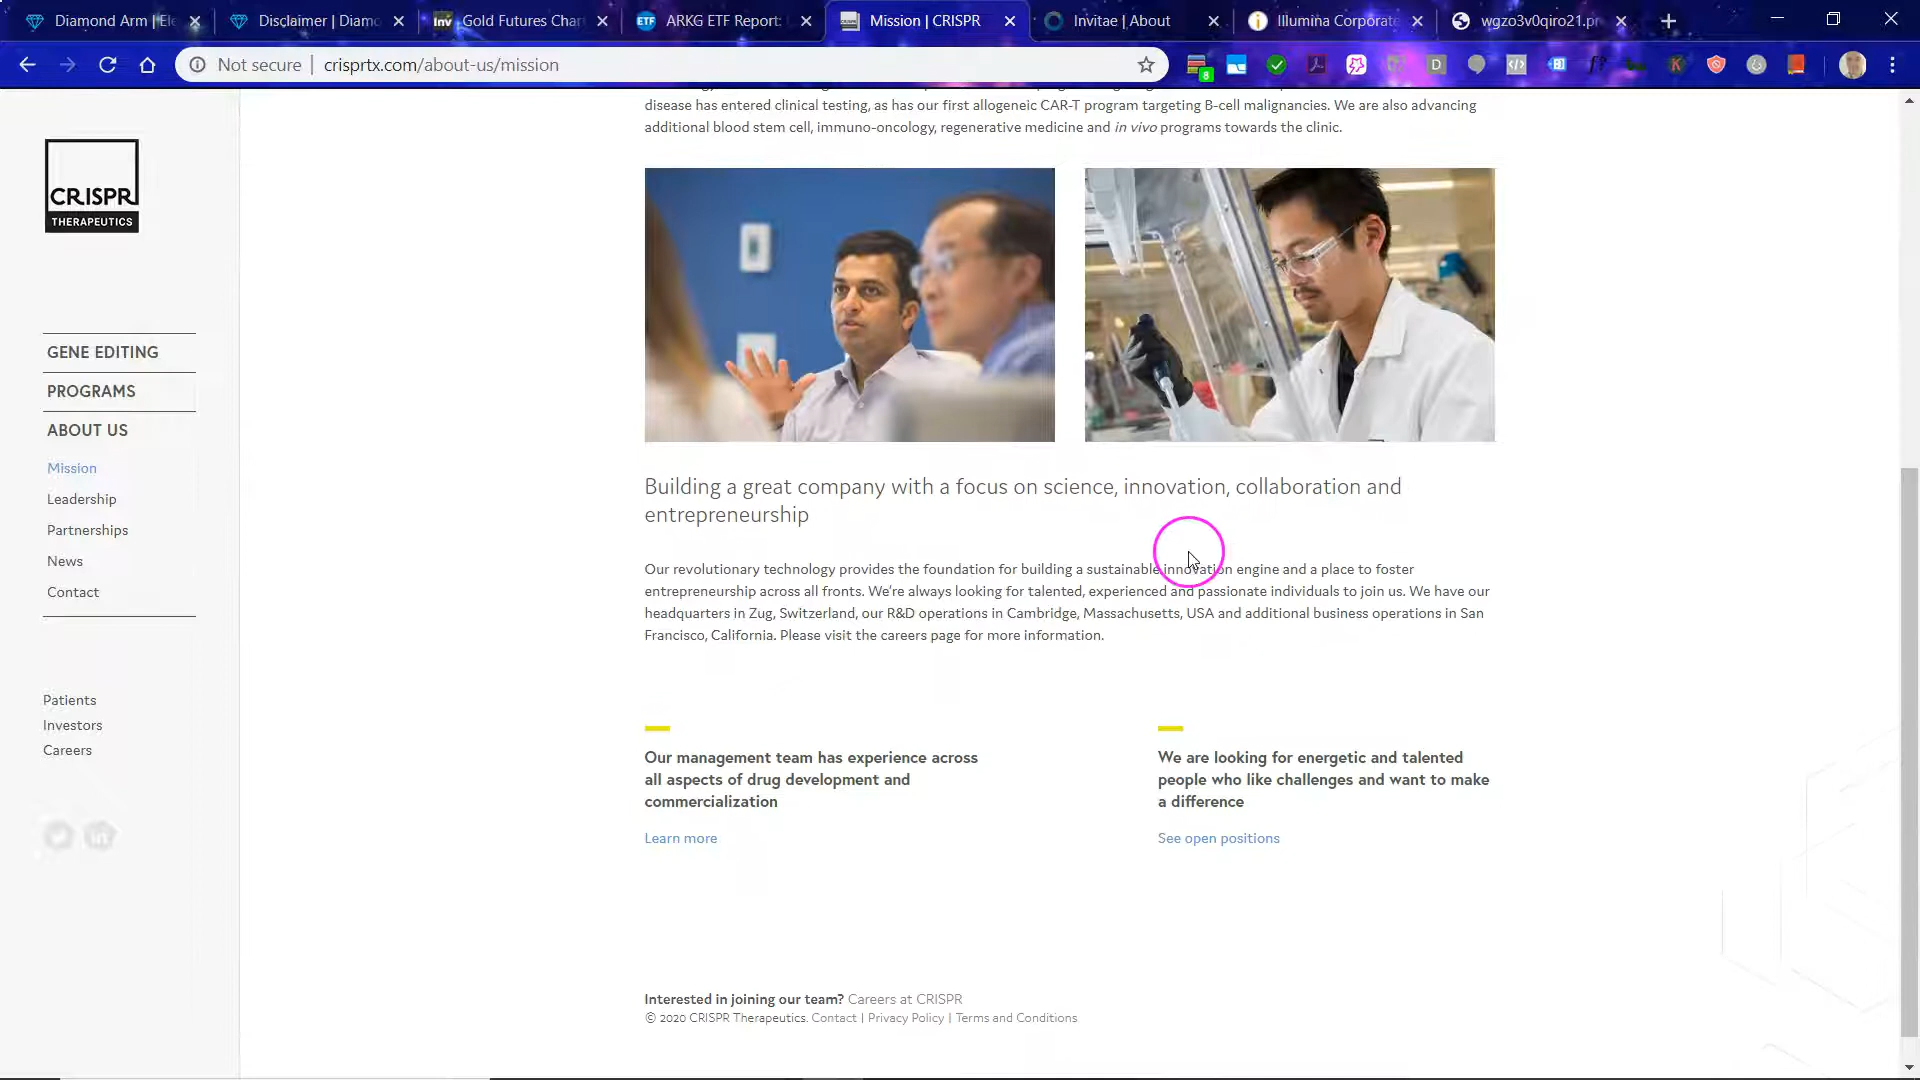 Diamond Arm | Ele
Disclaimer | Diamo
Inv
Gold Futures Char
ETF
ARKG ETF Report:
Mission | CRISPR
Invitae | About
Illumina Corporate
wgzo3v0qiro21.pr
Not secure
crisprtx.com/about-us/mission
8
CRISPR
THERAPEUTICS
GENE EDITING
PROGRAMS
ABOUT US
Mission
Leadership
Partnerships
News
Contact
Patients
Investors
Careers
disease has entered clinical testing, as has our first allogeneic CAR-T program targeting B-cell malignancies. We are also advancing
additional blood stem cell, immuno-oncology, regenerative medicine and in vivo programs towards the clinic.
Building a great company with a focus on science, innovation, collaboration and
entrepreneurship
Our revolutionary technology provides the foundation for building a sustainable innovation engine and a place to foster
entrepreneurship across all fronts. We’re always looking for talented, experienced and passionate individuals to join us. We have our
headquarters in Zug, Switzerland, our R&D operations in Cambridge, Massachusetts, USA and additional business operations in San
Francisco, California. Please visit the careers page for more information.
Our management team has experience across
all aspects of drug development and
commercialization
Learn more
We are looking for energetic and talented
people who like challenges and want to make
a difference
See open positions
Interested in joining our team? Careers at CRISPR
© 2020 CRISPR Therapeutics. Contact | Privacy Policy | Terms and Conditions